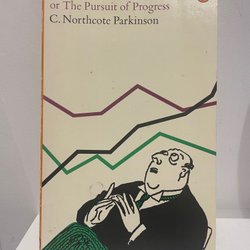 or The Pursuit of Progress
C. Northcote Parkinson